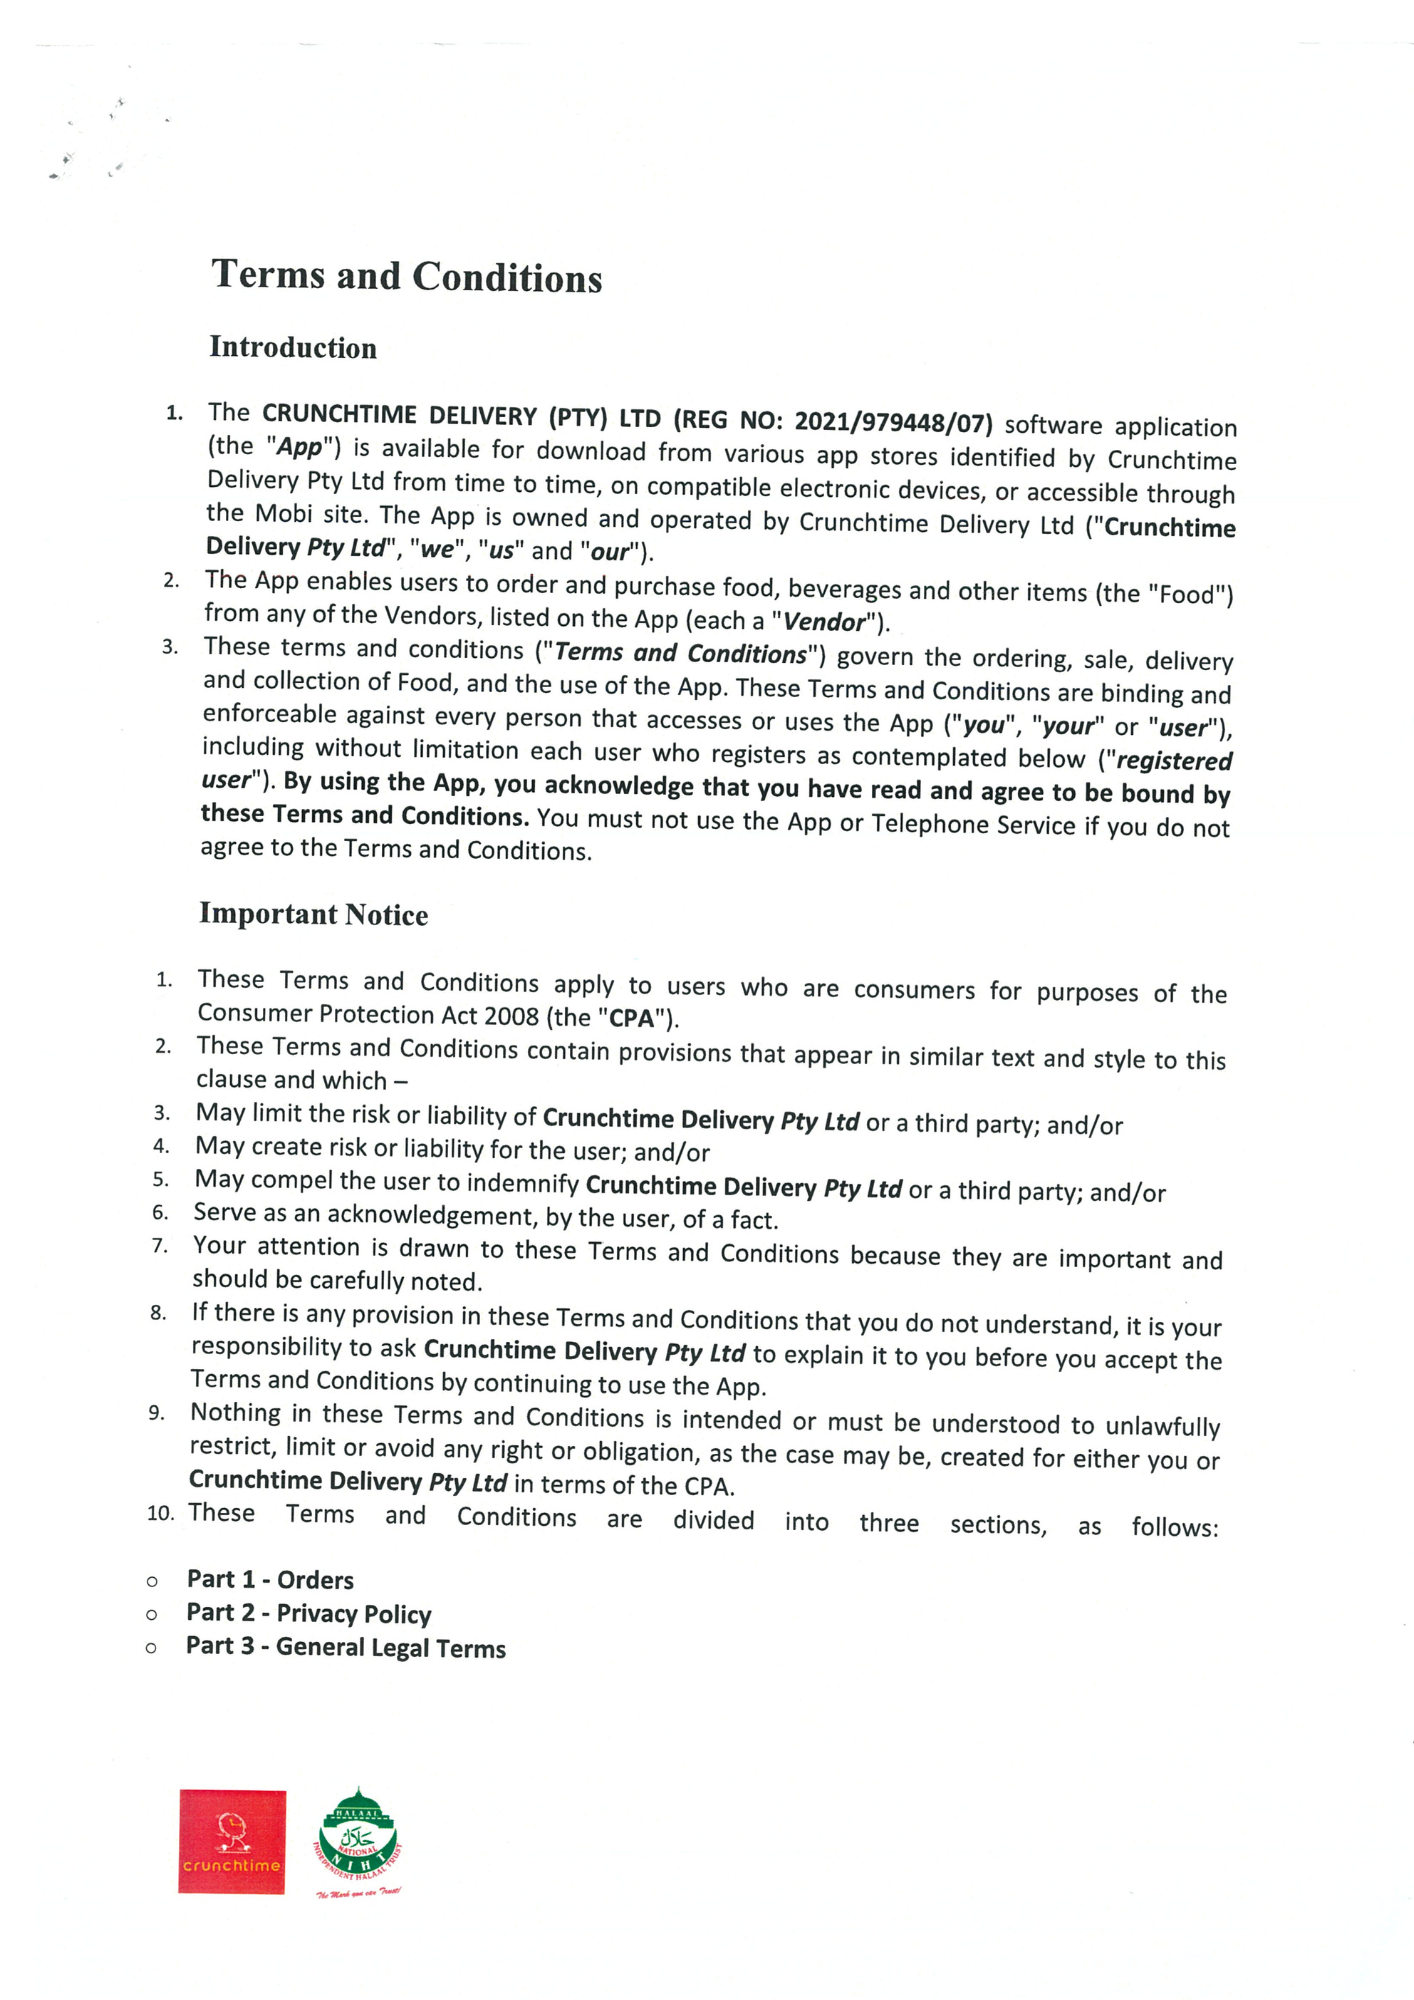 Terms and Conditions
Introduction
1. The CRUNCHTIME DELIVERY (PTY) LTD (REG NO: 2021/979448/07) software application
(the "App") is available for download from various app stores identified by Crunchtime
Delivery Pty Ltd from time to time, on compatible electronic devices, or accessible through
the Mobi site. The App is owned and operated by Crunchtime Delivery Ltd ("Crunchtime
Delivery Pty Ltd", "we", "us" and "our").
2. The App enables users to order and purchase food, beverages and other items (the "Food")
from any of the Vendors, listed on the App (each a "Vendor").
3. These terms and conditions ("Terms and Conditions") govern the ordering, sale, delivery
and collection of Food, and the use of the App. These Terms and Conditions are binding and
enforceable against every person that accesses or uses the App ("you", "your" or "user"),
including without limitation each user who registers as contemplated below ("registered
user"). By using the App, you acknowledge that you have read and agree to be bound by
these Terms and Conditions. You must not use the App or Telephone Service if you do not
agree to the Terms and Conditions.
Important Notice
1. These Terms and Conditions apply to users who are consumers for purposes of the
Consumer Protection Act 2008 (the "CPA").
2. These Terms and Conditions contain provisions that appear in similar text and style to this
clause and which –
3. May limit the risk or liability of Crunchtime Delivery Pty Ltd or a third party; and/or
4. May create risk or liability for the user; and/or
5. May compel the user to indemnify Crunchtime Delivery Pty Ltd or a third party; and/or
6. Serve as an acknowledgement, by the user, of a fact.
7. Your attention is drawn to these Terms and Conditions because they are important and
should be carefully noted.
8. If there is any provision in these Terms and Conditions that you do not understand, it is your
responsibility to ask Crunchtime Delivery Pty Ltd to explain it to you before you accept the
Terms and Conditions by continuing to use the App.
9. Nothing in these Terms and Conditions is intended or must be understood to unlawfully
restrict, limit or avoid any right or obligation, as the case may be, created for either you or
Crunchtime Delivery Pty Ltd in terms of the CPA.
10. These Terms and Conditions are divided into three sections, as follows:
o Part 1 - Orders
o Part 2 - Privacy Policy
o Part 3 - General Legal Terms
crunchtime
HALAAL
حلال
NATIONAL
NIHT
INDEPENDENT HALAAL TRUST
The Mark you can Trust!